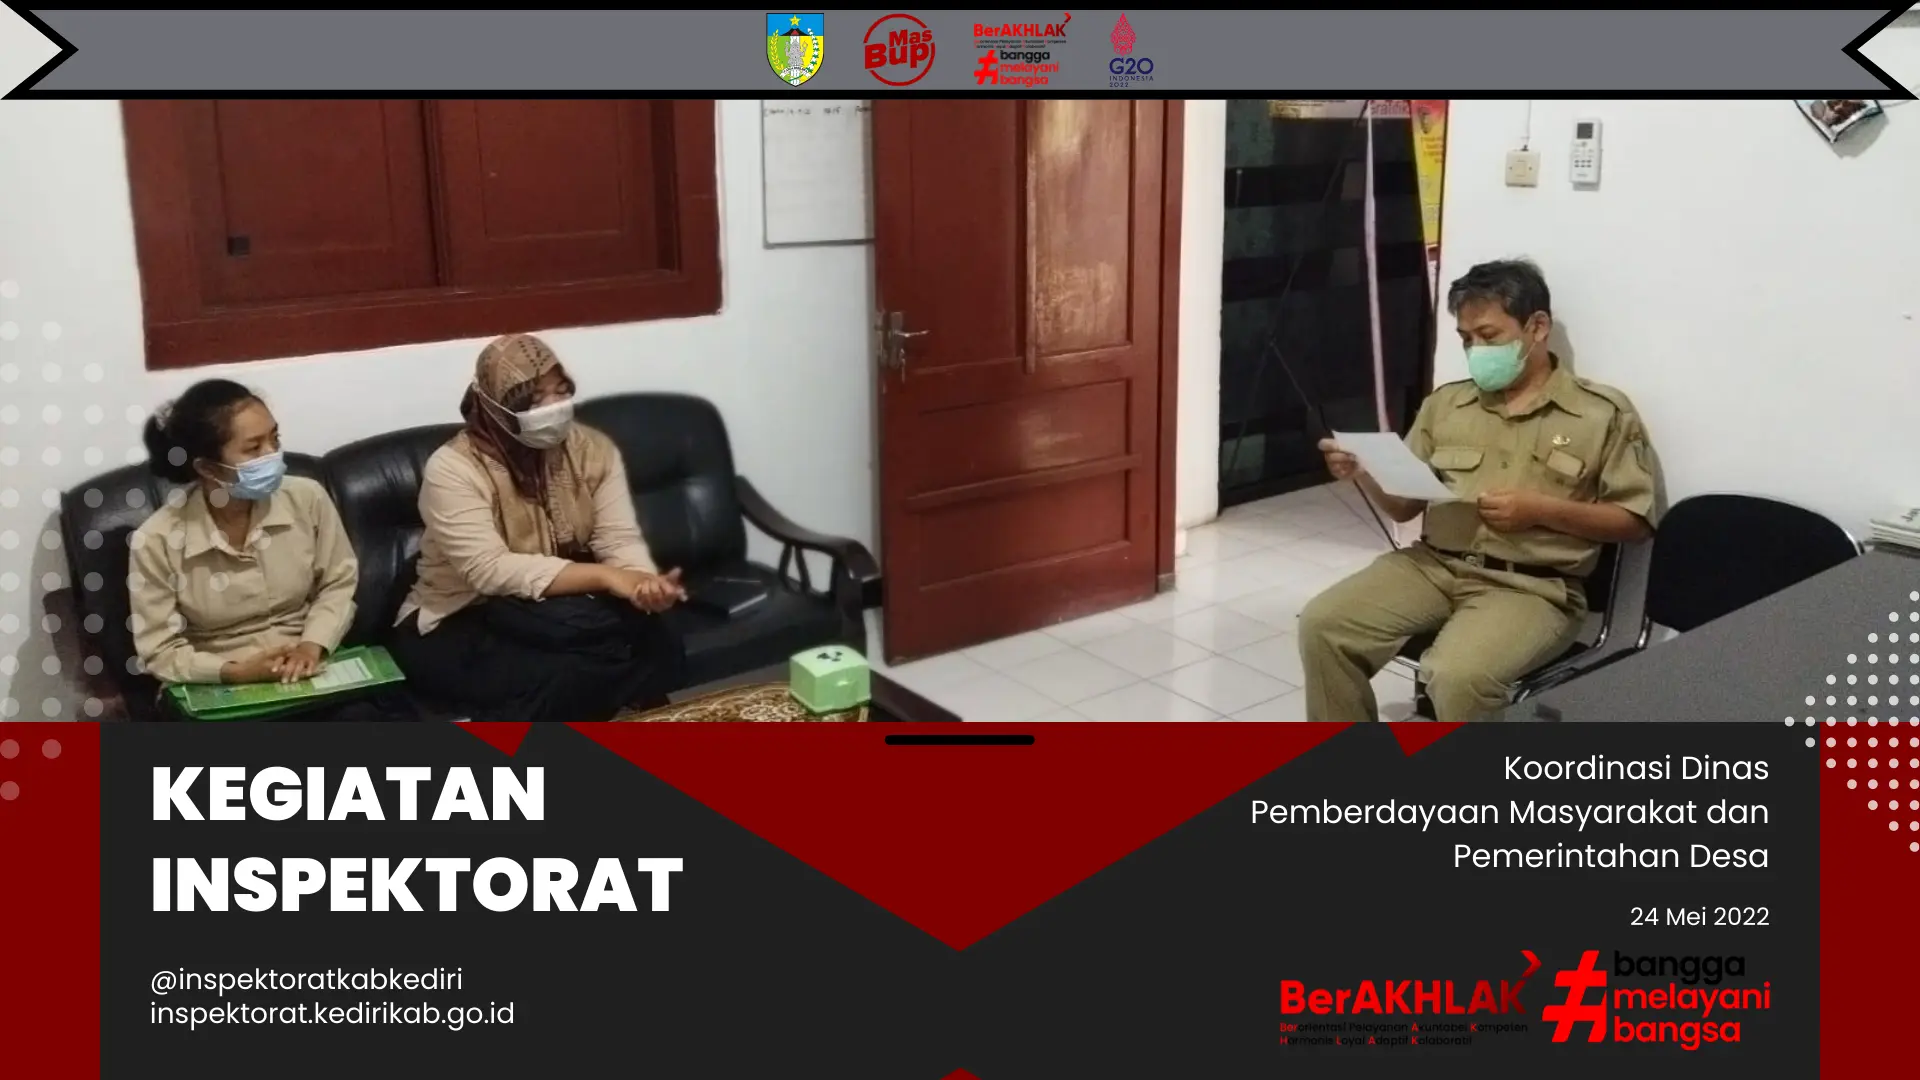 Mas
Bup
BerAKHLAK
#bangga
melayani
bangsa
G20
INDONESIA
2022
KEGIATAN
INSPEKTORAT
@inspektoratkabkediri
inspektorat.kedirikab.go.id
Koordinasi Dinas
Pemberdayaan Masyarakat dan
Pemerintahan Desa
24 Mei 2022
BerAKHLAK
Berorientasi Pelayanan Akuntabel Kompeten
Harmonis Loyal Adaptif Kolaboratif
#bangga
melayani
bangsa